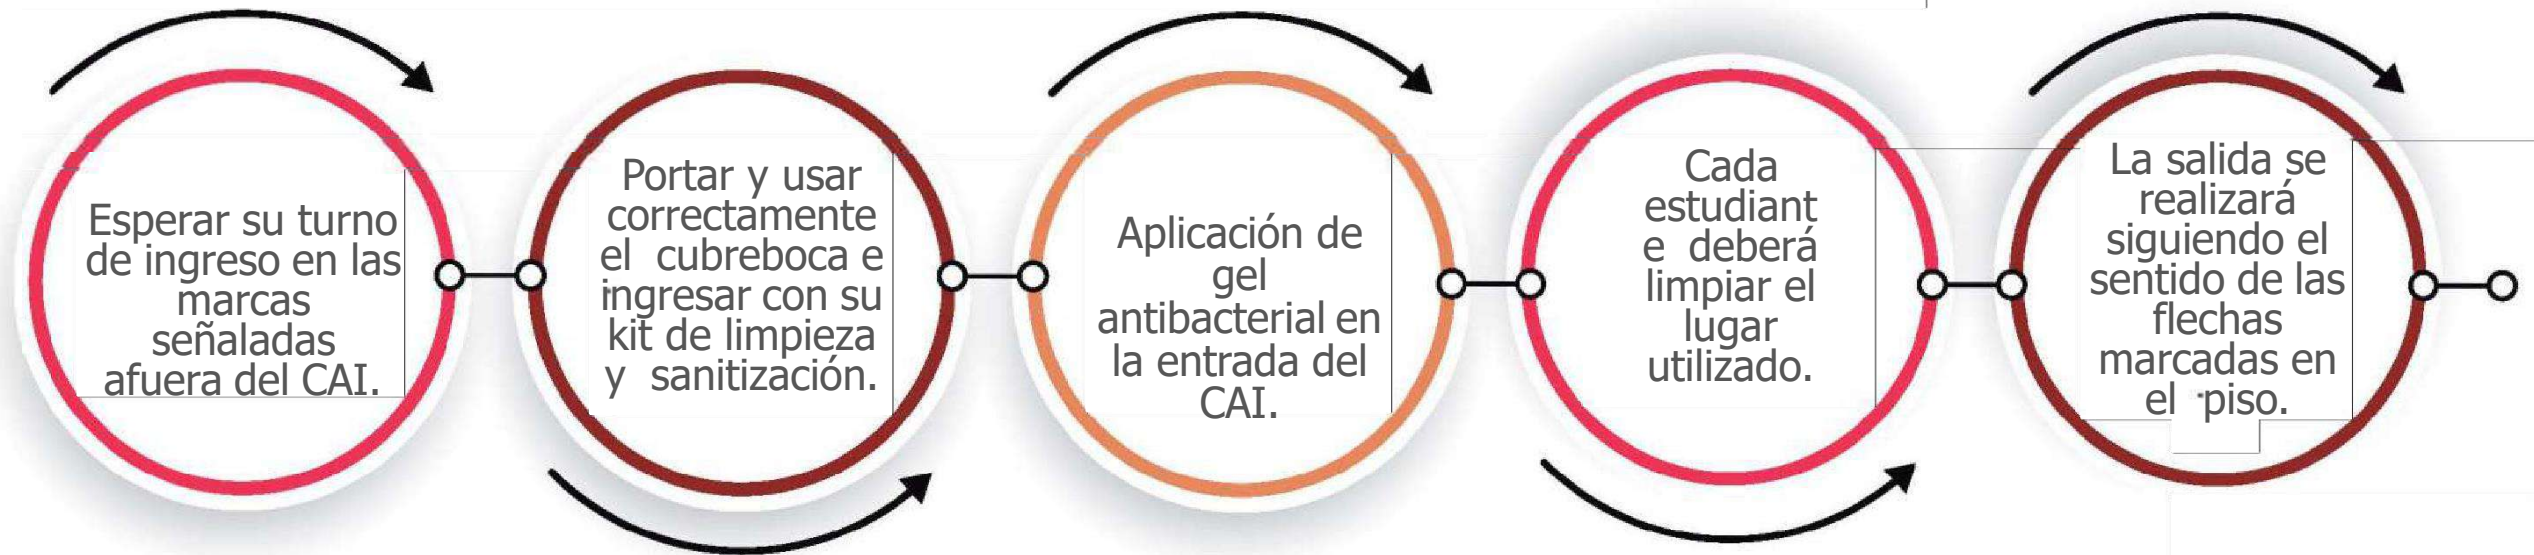 Esperar su turno
de ingreso en las
marcas
señaladas
afuera del CAI.
Portar y usar
correctamente
el cubreboca e
ingresar con su
kit de limpieza
y sanitización.
Aplicación de
gel
antibacterial en
la entrada del
CAI.
Cada
estudiant
e deberá
limpiar el
lugar
utilizado.
La salida se
realizará
siguiendo el
sentido de las
flechas
marcadas en
el piso.